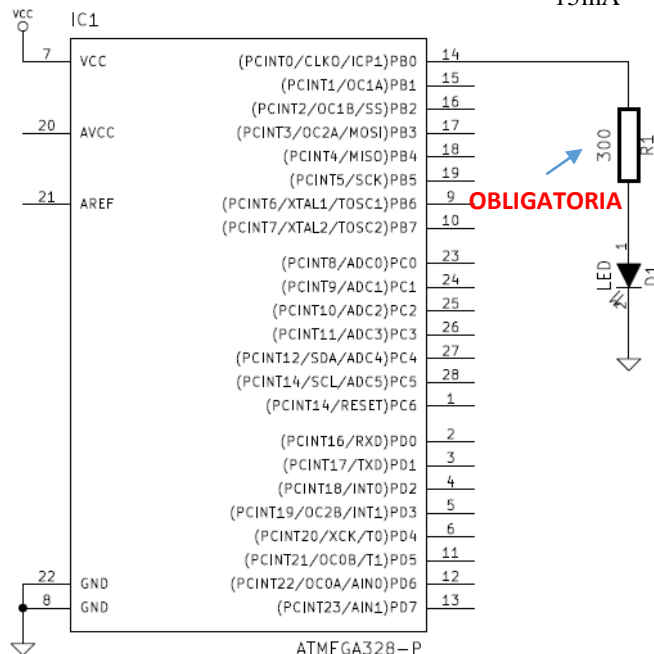 15mA
VCC
IC1
7 VCC (PCINT0/CLKO/ICP1)PB0 14
(PCINT1/OC1A)PB1 15
(PCINT2/OC1B/SS)PB2 16
20 AVCC (PCINT3/OC2A/MOSI)PB3 17
(PCINT4/MISO)PB4 18
(PCINT5/SCK)PB5 19
21 AREF (PCINT6/XTAL1/TOSC1)PB6 9
(PCINT7/XTAL2/TOSC2)PB7 10
300 R1
OBLIGATORIA
(PCINT8/ADC0)PC0 23
(PCINT9/ADC1)PC1 24
(PCINT10/ADC2)PC2 25
(PCINT11/ADC3)PC3 26
(PCINT12/SDA/ADC4)PC4 27
(PCINT14/SCL/ADC5)PC5 28
(PCINT14/RESET)PC6 1
1
LED D1
2
(PCINT16/RXD)PD0 2
(PCINT17/TXD)PD1 3
(PCINT18/INT0)PD2 4
(PCINT19/OC2B/INT1)PD3 5
(PCINT20/XCK/T0)PD4 6
(PCINT21/OC0B/T1)PD5 11
22 GND (PCINT22/OC0A/AIN0)PD6 12
8 GND (PCINT23/AIN1)PD7 13
ATMEGA328-P